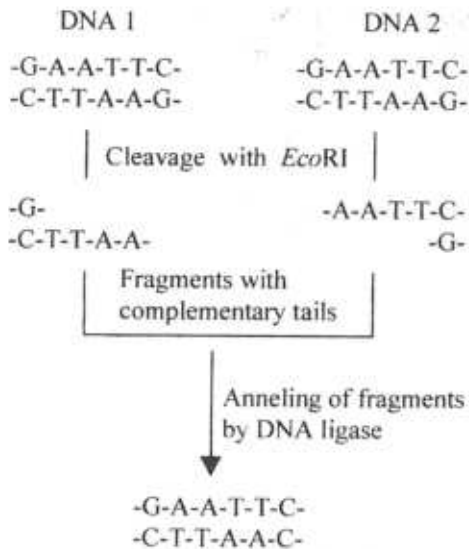 DNA 1 DNA 2
-G-A-A-T-T-C- -G-A-A-T-T-C-
-C-T-T-A-A-G- -C-T-T-A-A-G-
Cleavage with EcoRI
-G- -A-A-T-T-C-
-C-T-T-A-A- -G-
Fragments with
complementary tails
Anneling of fragments
by DNA ligase
-G-A-A-T-T-C-
-C-T-T-A-A-C-